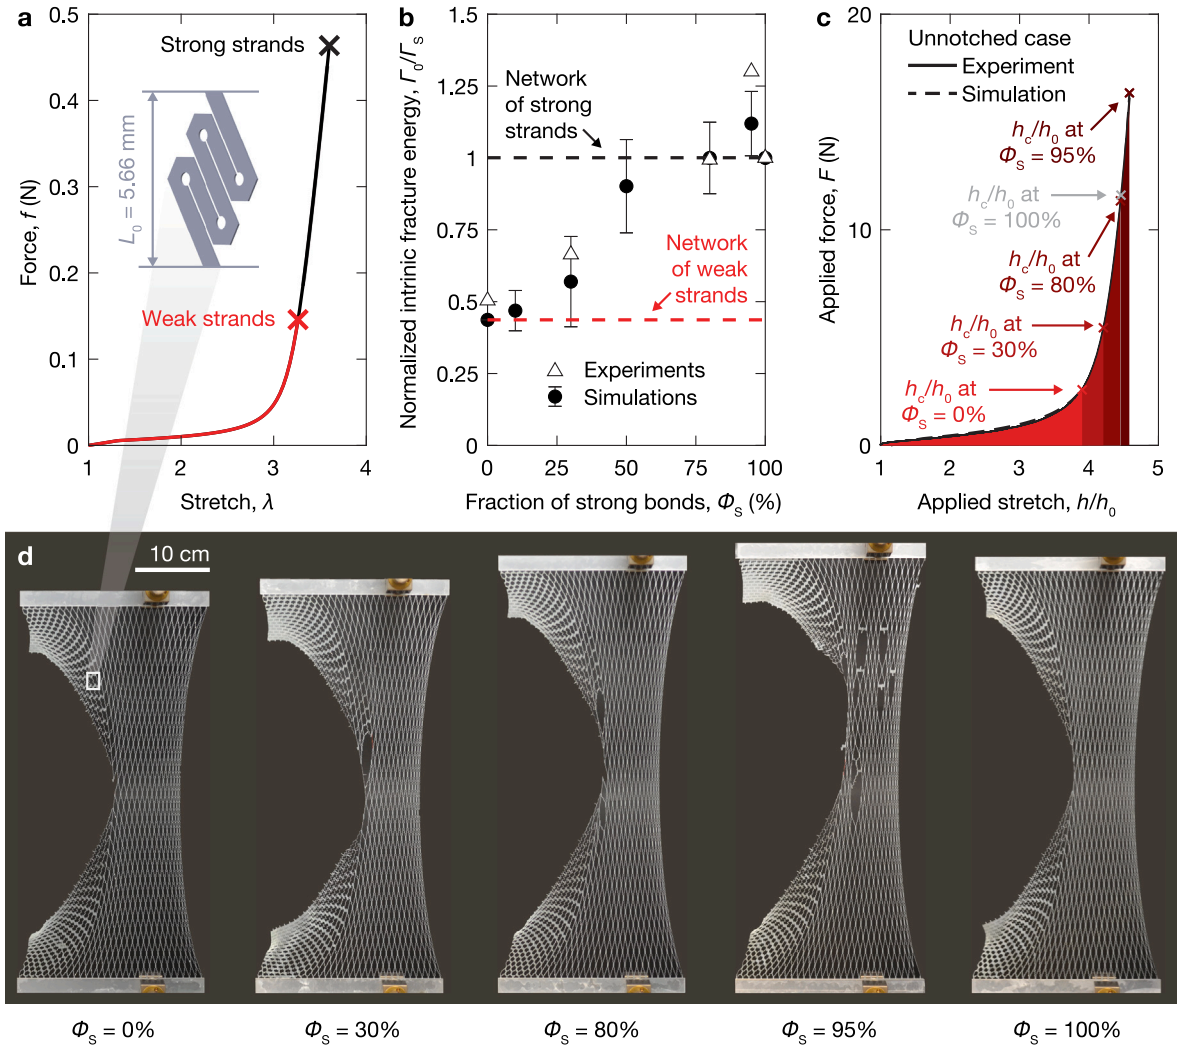 a
Force, f (N)
0.5
0.4
0.3
0.2
0.1
0
1
2
3
4
Stretch, λ
Strong strands
L₀ = 5.66 mm
Weak strands
b
Normalized intrinsic fracture energy, Γ₀/Γₛ
1.5
1.25
1
0.75
0.5
0.25
0
0
25
50
75
100
Fraction of strong bonds, Φₛ (%)
Network
of strong
strands
Network
of weak
strands
Experiments
Simulations
c
Applied force, F (N)
20
10
0
1
2
3
4
5
Applied stretch, h/h₀
Unnotched case
Experiment
Simulation
h_c/h₀ at
Φₛ = 95%
h_c/h₀ at
Φₛ = 100%
h_c/h₀ at
Φₛ = 80%
h_c/h₀ at
Φₛ = 30%
h_c/h₀ at
Φₛ = 0%
d
10 cm
Φₛ = 0%
Φₛ = 30%
Φₛ = 80%
Φₛ = 95%
Φₛ = 100%